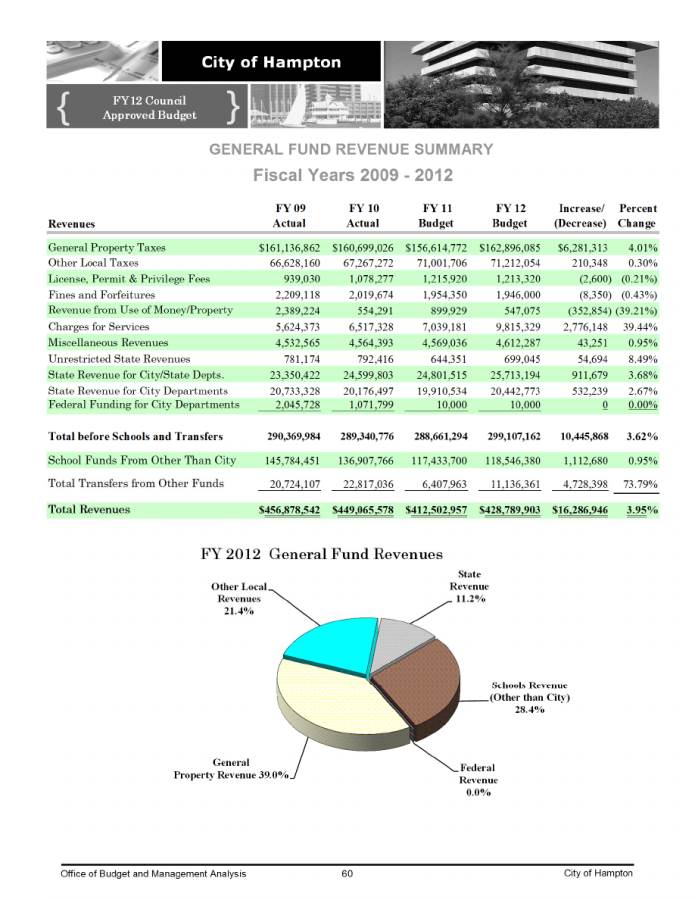 City of Hampton
{ FY12 Council }
Approved Budget
GENERAL FUND REVENUE SUMMARY
Fiscal Years 2009 - 2012
FY 09 FY 10 FY 11 FY 12 Increase/ Percent
Revenues Actual Actual Budget Budget (Decrease) Change
General Property Taxes $161,136,862 $160,699,026 $156,614,772 $162,896,085 $6,281,313 4.01%
Other Local Taxes 66,628,160 67,267,272 71,001,706 71,212,054 210,348 0.30%
License, Permit & Privilege Fees 939,030 1,078,277 1,215,920 1,213,320 (2,600) (0.21%)
Fines and Forfeitures 2,209,118 2,019,674 1,954,350 1,946,000 (8,350) (0.43%)
Revenue from Use of Money/Property 2,389,224 554,291 899,929 547,075 (352,854) (39.21%)
Charges for Services 5,624,373 6,517,328 7,039,181 9,815,329 2,776,148 39.44%
Miscellaneous Revenues 4,532,565 4,564,393 4,569,036 4,612,287 43,251 0.95%
Unrestricted State Revenues 781,174 792,416 644,351 699,045 54,694 8.49%
State Revenue for City/State Depts. 23,350,422 24,599,803 24,801,515 25,713,194 911,679 3.68%
State Revenue for City Departments 20,733,328 20,176,497 19,910,534 20,442,773 532,239 2.67%
Federal Funding for City Departments 2,045,728 1,071,799 10,000 10,000 0 0.00%
Total before Schools and Transfers 290,369,984 289,340,776 288,661,294 299,107,162 10,445,868 3.62%
School Funds From Other Than City 145,784,451 136,907,766 117,433,700 118,546,380 1,112,680 0.95%
Total Transfers from Other Funds 20,724,107 22,817,036 6,407,963 11,136,361 4,728,398 73.79%
Total Revenues $456,878,542 $449,065,578 $412,502,957 $428,789,903 $16,286,946 3.95%
FY 2012 General Fund Revenues
State
Revenue
11.2%
Other Local
Revenues
21.4%
Schools Revenue
(Other than City)
28.4%
General
Property Revenue 39.0%
Federal
Revenue
0.0%
Office of Budget and Management Analysis 60 City of Hampton